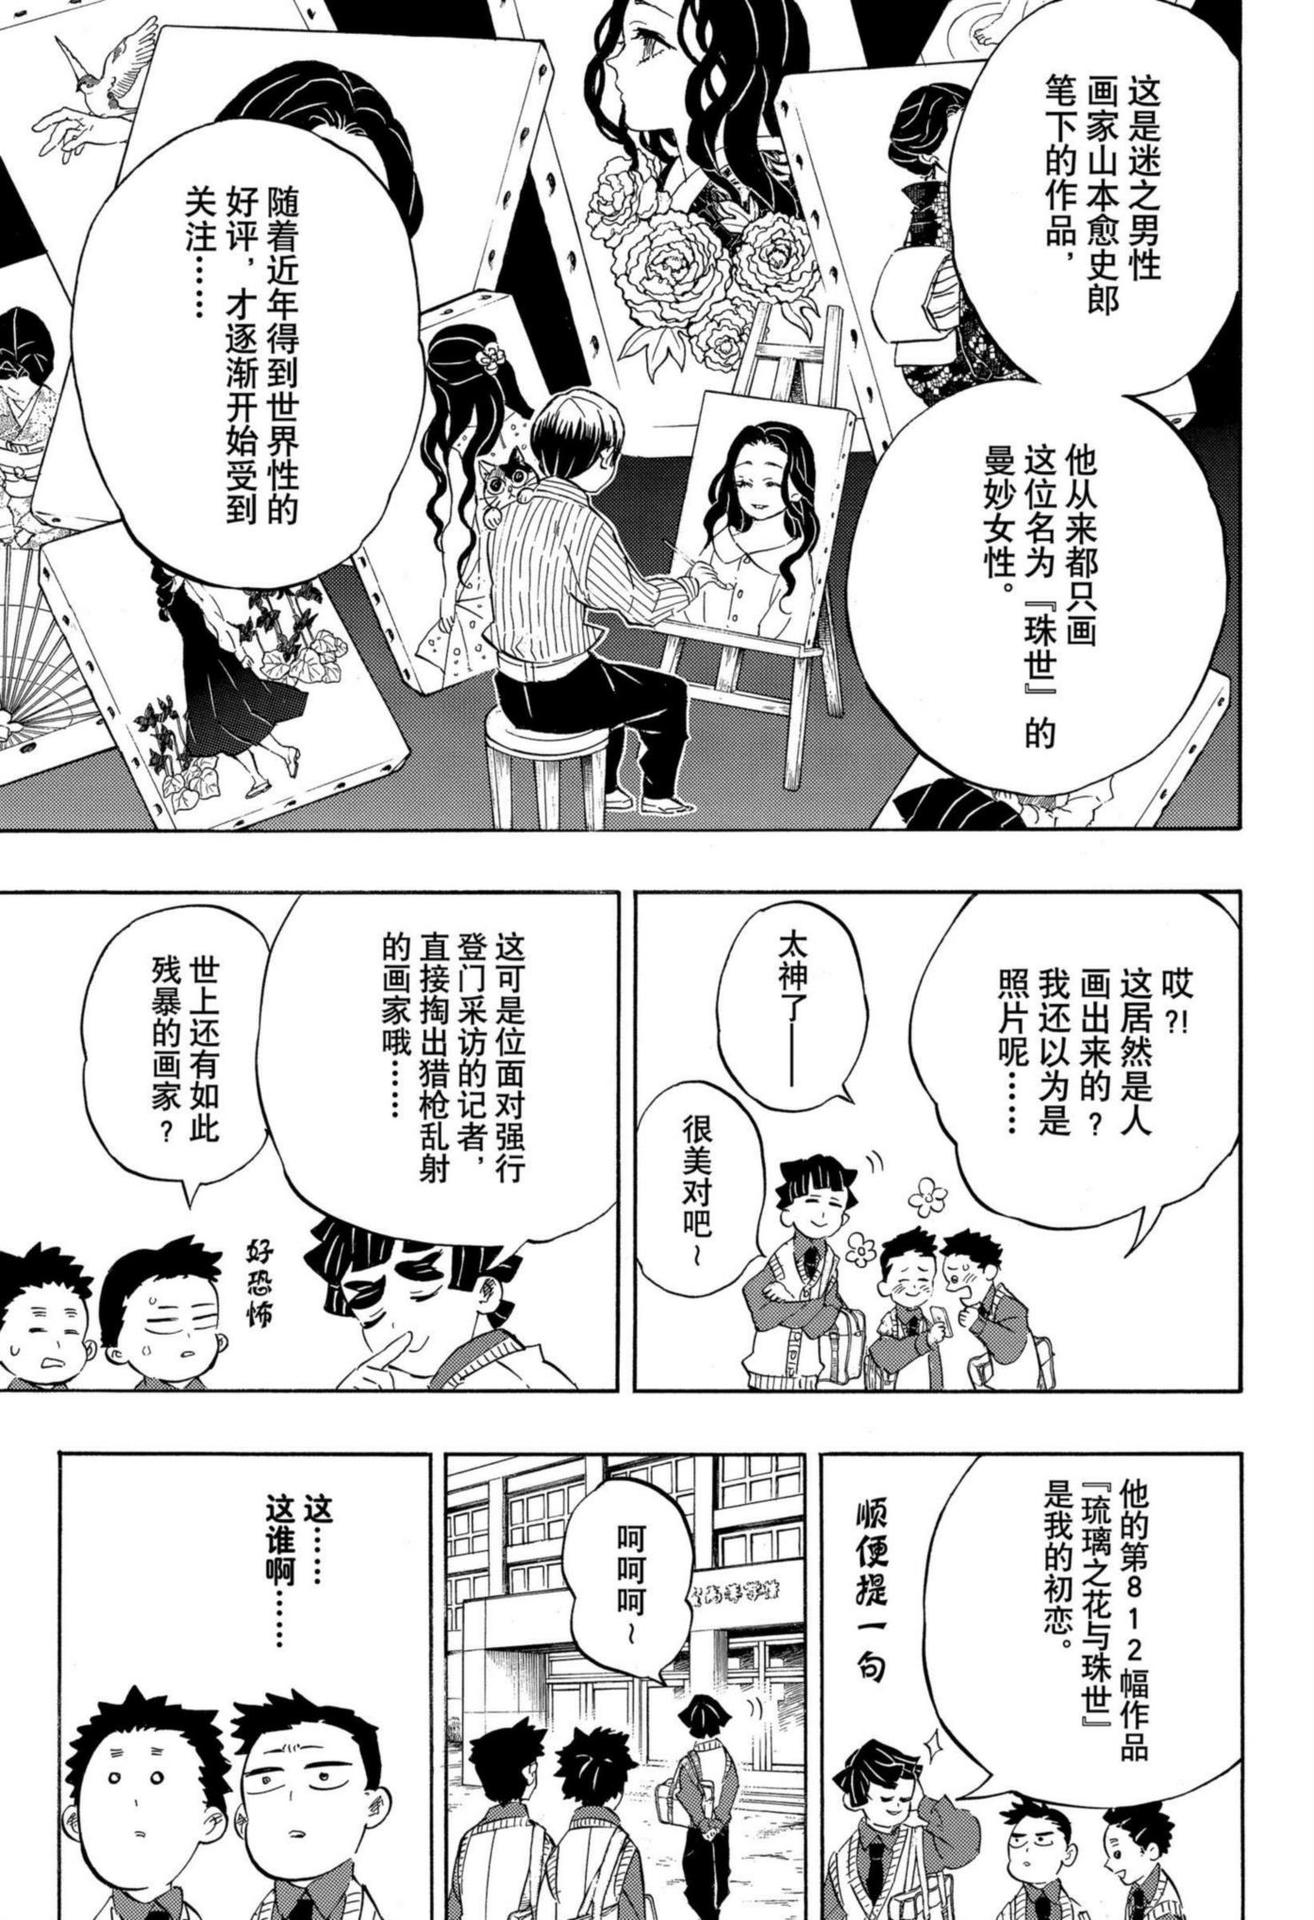 这是迷之男性
画家山本愈史郎
笔下的作品，
他从来都只画
这位名为『珠世』的
曼妙女性。
随着近年得到世界性的
好评，才逐渐开始受到
关注……
哎?!
这居然是人
画出来的？
我还以为是
照片呢……
太神了——
很美对吧~
这可是位面对强行
登门采访的记者，
直接掏出猎枪乱射
的画家哦……
世上还有如此
残暴的画家？
好恐怖
他的第812幅作品
『琉璃之花与珠世』
是我的初恋。
顺便提一句
呵呵呵~
高等学校
这……
这谁啊……